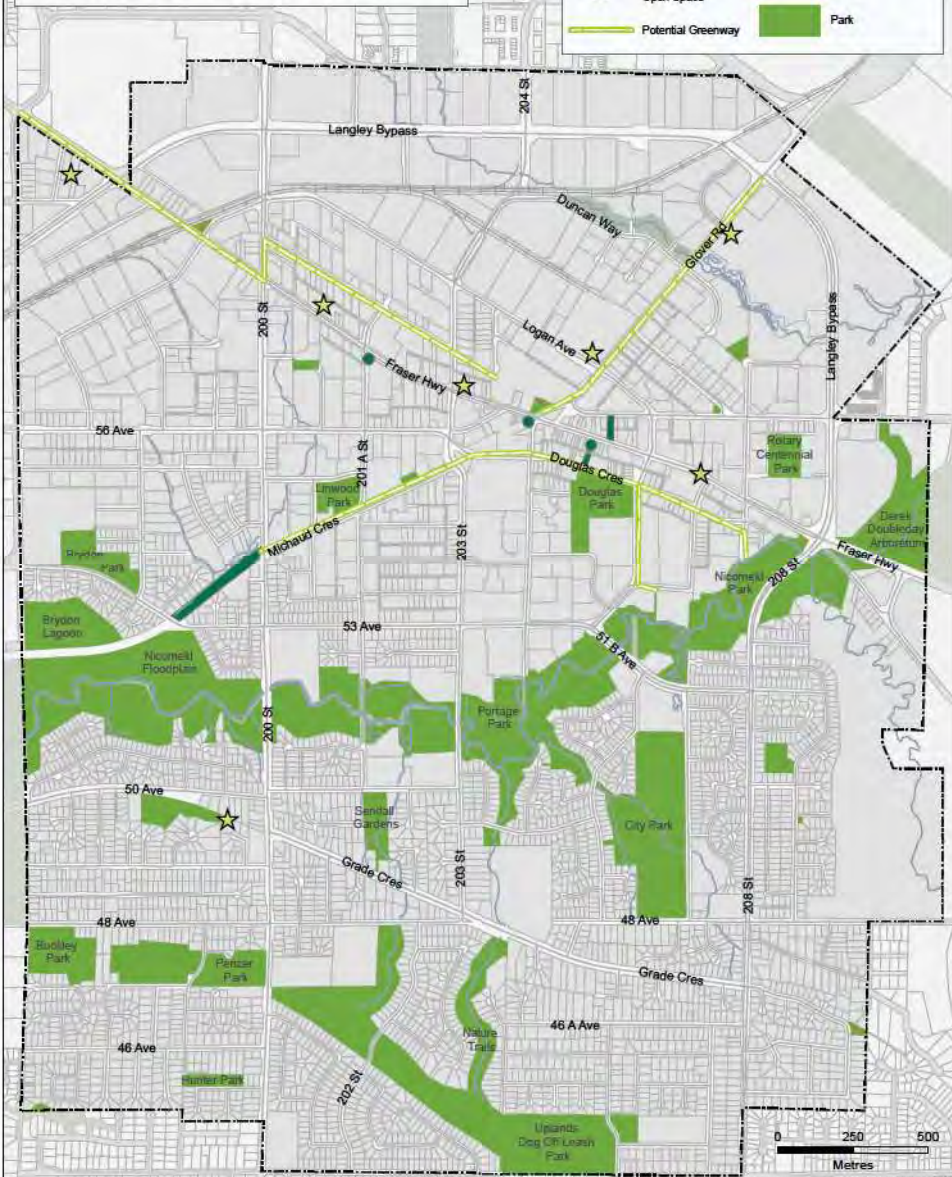 Open Space
Potential Greenway
Park
204 St
Langley Bypass
Duncan Way
Glover Rd
200 St
Logan Ave
Langley Bypass
Fraser Hwy
56 Ave
201 A St
Rotary
Centennial
Park
Douglas Cres
Linwood
Park
Douglas
Park
Michaud Cres
203 St
Derek
Doubleday
Arboretum
Brydon
Park
Fraser Hwy
Nicomekl
Park
208 St
Brydon
Lagoon
53 Ave
51 B Ave
Nicomekl
Floodplain
200 St
Portage
Park
50 Ave
Sendall
Gardens
City Park
Grade Cres
203 St
208 St
48 Ave
48 Ave
Buckley
Park
Penzer
Park
Grade Cres
46 A Ave
Nature
Trails
46 Ave
Hunter Park
202 St
Uplands
Dog Off Leash
Park
0 250 500
Metres